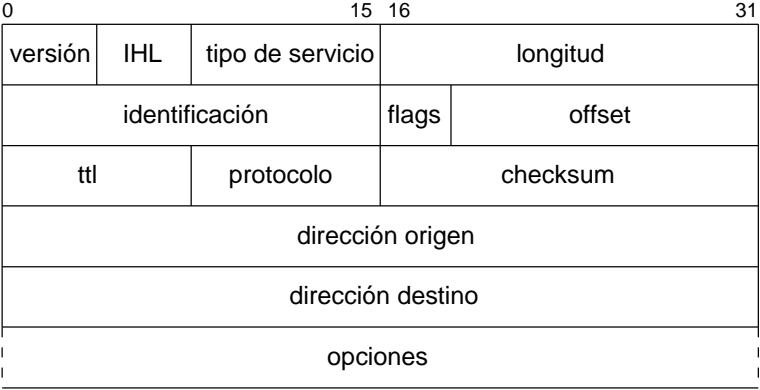 0 15 16 31
versión IHL tipo de servicio longitud
identificación flags offset
ttl protocolo checksum
dirección origen
dirección destino
opciones